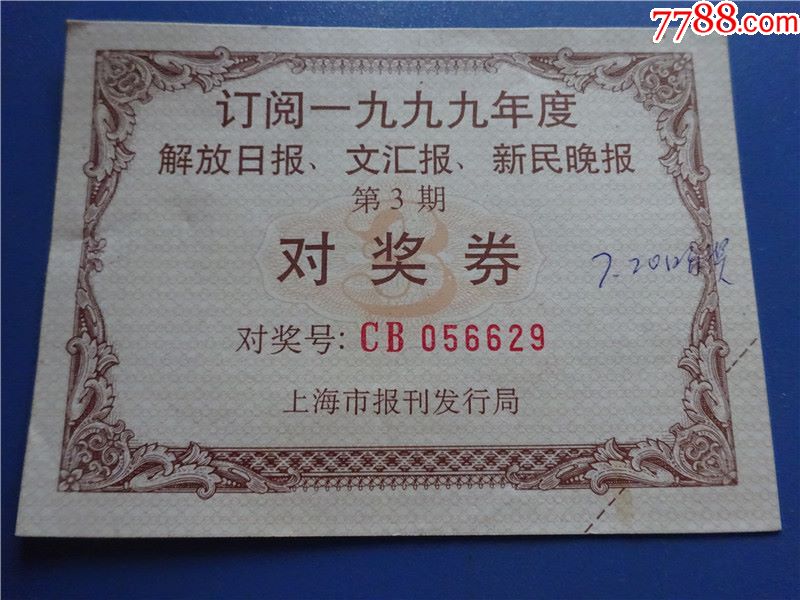 7788.com
订阅一九九九年度
解放日报、文汇报、新民晚报
第3期
对奖券
7.20
对奖号:CB 056629
上海市报刊发行局